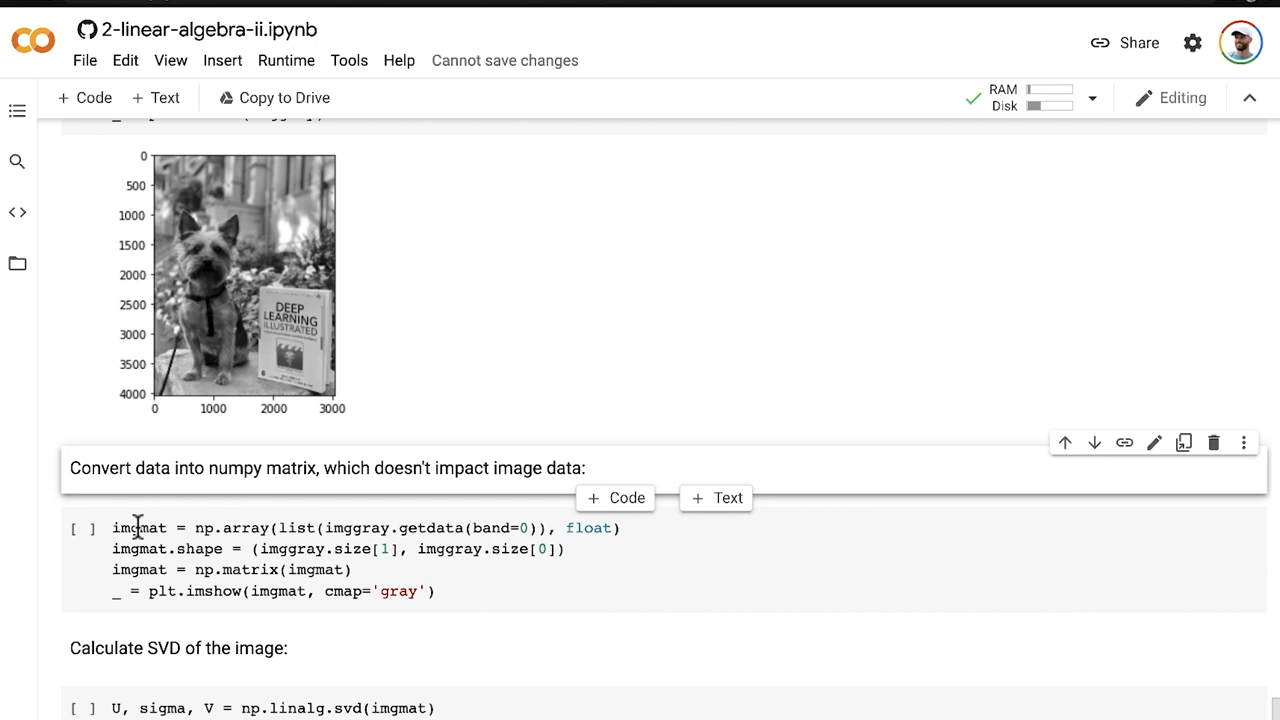 2-linear-algebra-ii.ipynb
File Edit View Insert Runtime Tools Help Cannot save changes
Share
+ Code + Text Copy to Drive
RAM
Disk
Editing
0
500
1000
1500
2000
2500
3000
3500
4000
0 1000 2000 3000
DEEP
LEARNING
ILLUSTRATED
Convert data into numpy matrix, which doesn't impact image data:
+ Code + Text
[ ] imgmat = np.array(list(imggray.getdata(band=0)), float)
imgmat.shape = (imggray.size[1], imggray.size[0])
imgmat = np.matrix(imgmat)
_ = plt.imshow(imgmat, cmap='gray')
Calculate SVD of the image:
[ ] U, sigma, V = np.linalg.svd(imgmat)